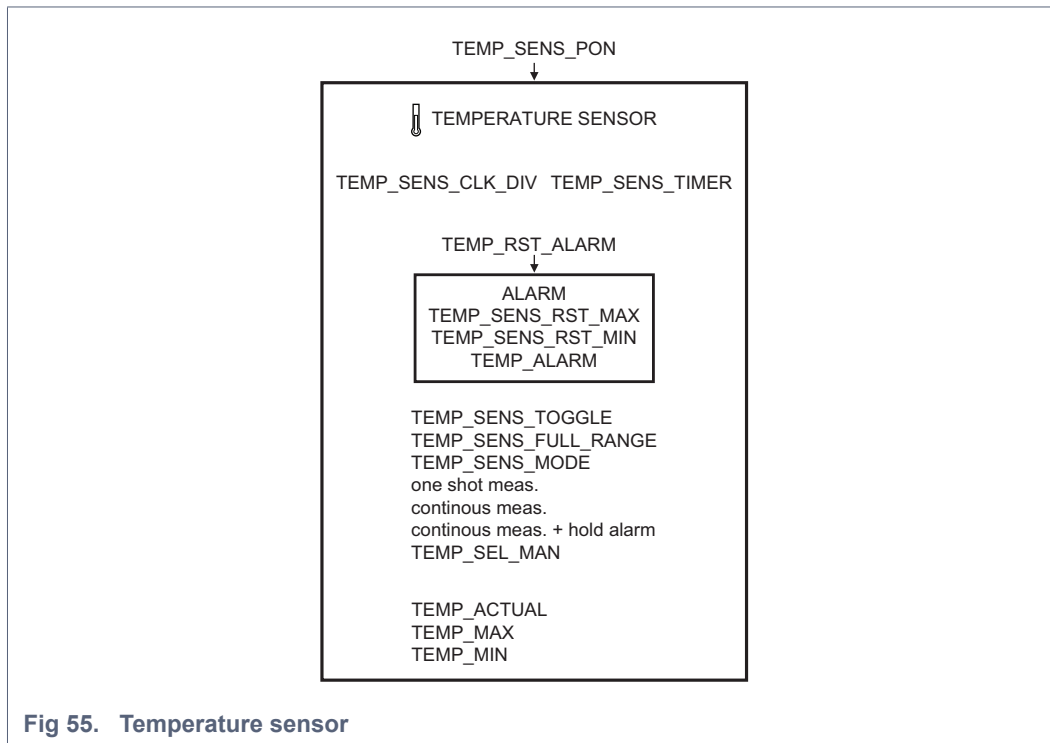 TEMP_SENS_PON
TEMPERATURE SENSOR
TEMP_SENS_CLK_DIV TEMP_SENS_TIMER
TEMP_RST_ALARM
ALARM
TEMP_SENS_RST_MAX
TEMP_SENS_RST_MIN
TEMP_ALARM
TEMP_SENS_TOGGLE
TEMP_SENS_FULL_RANGE
TEMP_SENS_MODE
one shot meas.
continous meas.
continous meas. + hold alarm
TEMP_SEL_MAN
TEMP_ACTUAL
TEMP_MAX
TEMP_MIN
Fig 55. Temperature sensor